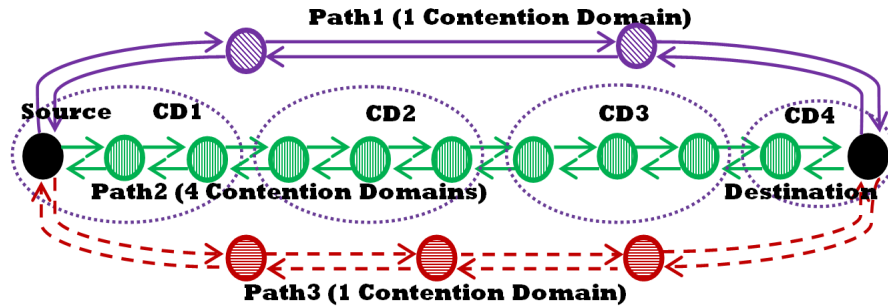 Path1 (1 Contention Domain)
Source CD1 CD2 CD3 CD4
Path2 (4 Contention Domains) Destination
Path3 (1 Contention Domain)